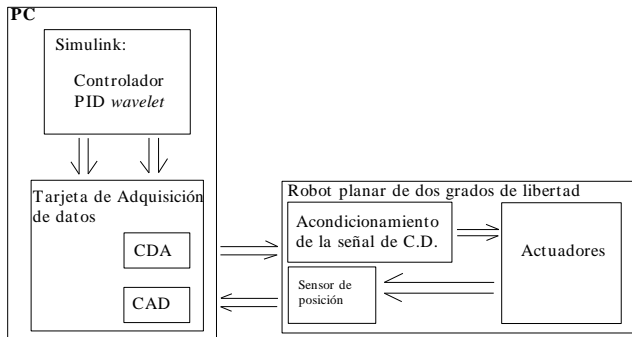 PC
Simulink:
Controlador
PID wavelet
Tarjeta de Adquisición
de datos
CDA
CAD
Robot planar de dos grados de libertad
Acondicionamiento
de la señal de C.D.
Sensor de
posición
Actuadores